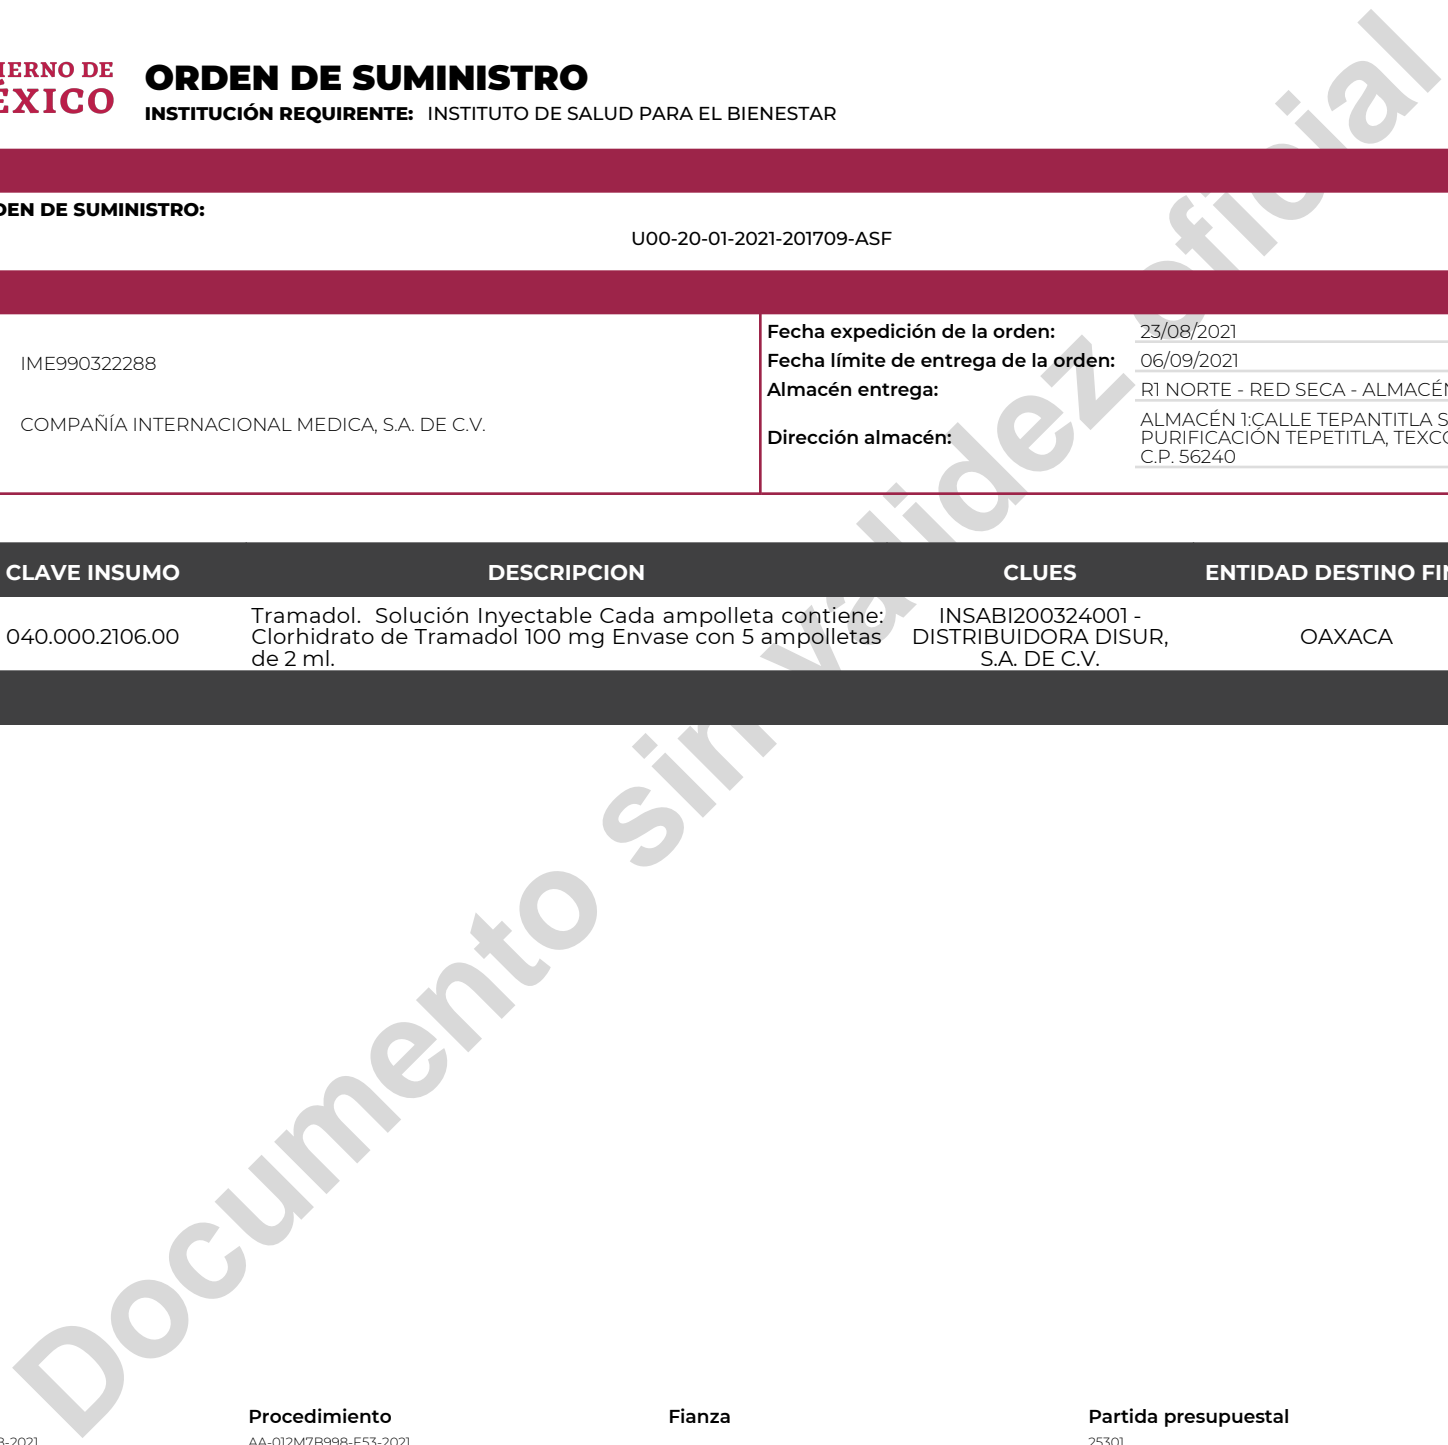 ORDEN DE SUMINISTRO
INSTITUCIÓN REQUIRENTE: INSTITUTO DE SALUD PARA EL BIENESTAR
DE
DE SUMINISTRO:
U00-20-01-2021-201709-ASF
IME990322288
COMPAÑÍA INTERNACIONAL MEDICA, S.A. DE C.V.
Fecha expedición de la orden: 23/08/2021
Fecha límite de entrega de la orden: 06/09/2021
Almacén entrega: R1 NORTE - RED SECA - ALMACÉN
Dirección almacén:
ALMACÉN 1:CALLE TEPANTITLA S
PURIFICACIÓN TEPETITLA,
C.P. 56240
CLAVE INSUMO DESCRIPCION CLUES ENTIDAD DESTINO
040.000.2106.00
Tramadol. Solución Inyectable Cada ampolleta contiene:
Clorhidrato de Tramadol 100 mg Envase con 5 ampolletas
de 2 ml.
INSABI200324001 -
DISTRIBUIDORA DISUR,
S.A. DE C.V.
OAXACA
Documento sin validez oficial
Procedimiento Fianza Partida presupuestal
AA-012M7B998-E53-2021 25301